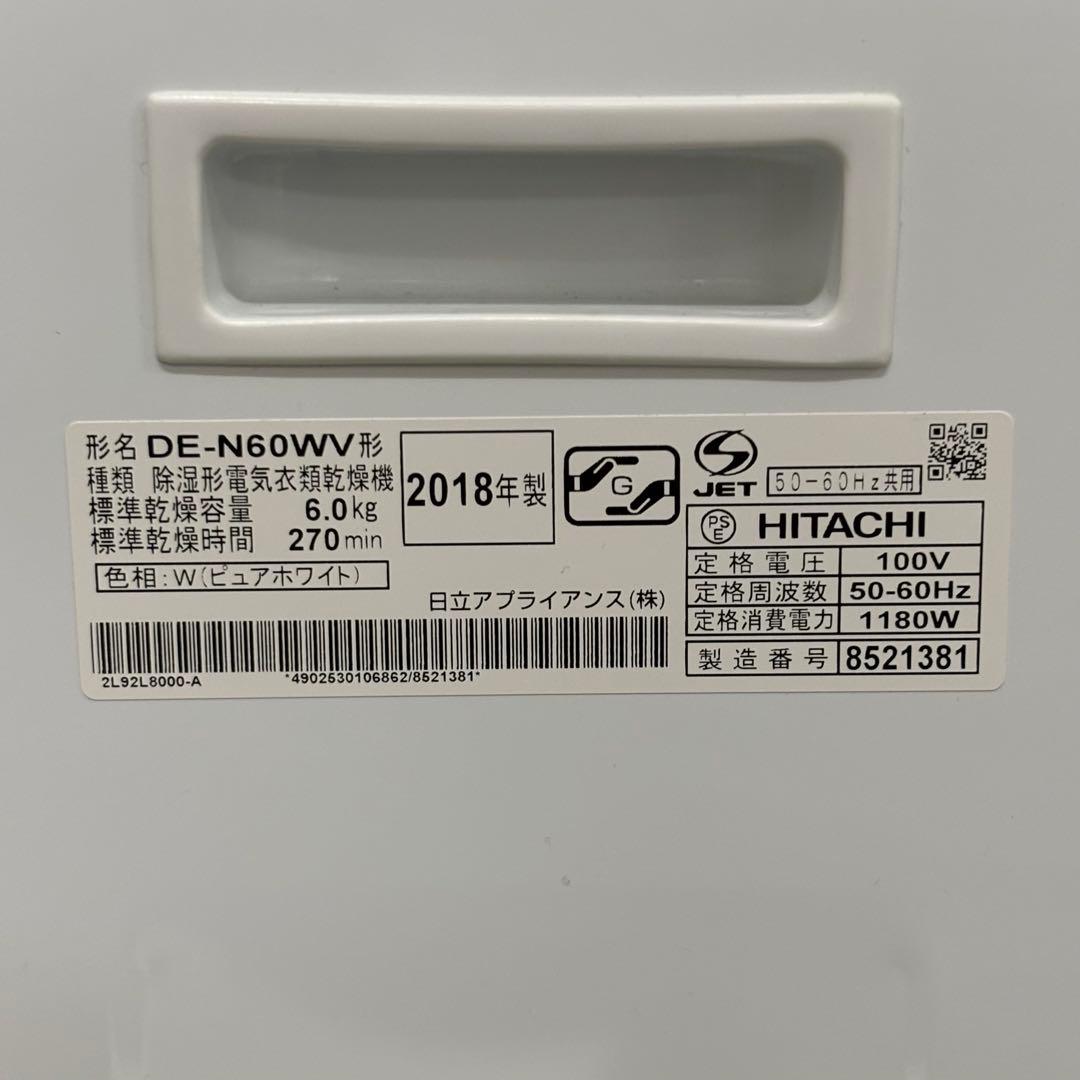 形名 DE-N60WV形
種類 除湿形電気衣類乾燥機
標準乾燥容量 6.0kg
標準乾燥時間 270min
色相:W(ピュアホワイト)
2018年製
G
JET
50-60Hz共用
日立アプライアンス(株)
PS
E
HITACHI
定格電圧 100V
定格周波数 50-60Hz
定格消費電力 1180W
製造番号 8521381
2L92L8000-A
*4902530106862/8521381*